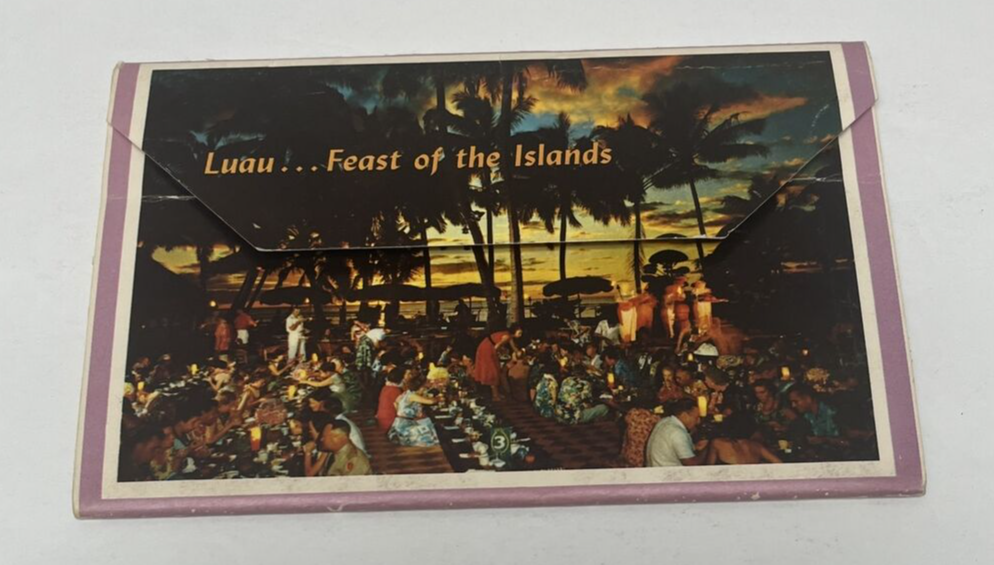 Luau...Feast of the Islands
3